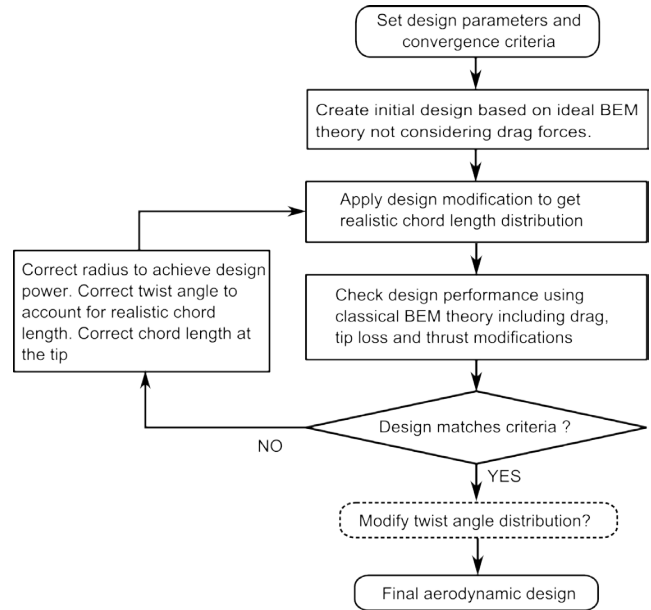 Set design parameters and
convergence criteria
Create initial design based on ideal BEM
theory not considering drag forces.
Apply design modification to get
realistic chord length distribution
Correct radius to achieve design
power. Correct twist angle to
account for realistic chord
length. Correct chord length at
the tip
Check design performance using
classical BEM theory including drag,
tip loss and thrust modifications
Design matches criteria ?
NO
YES
Modify twist angle distribution?
Final aerodynamic design